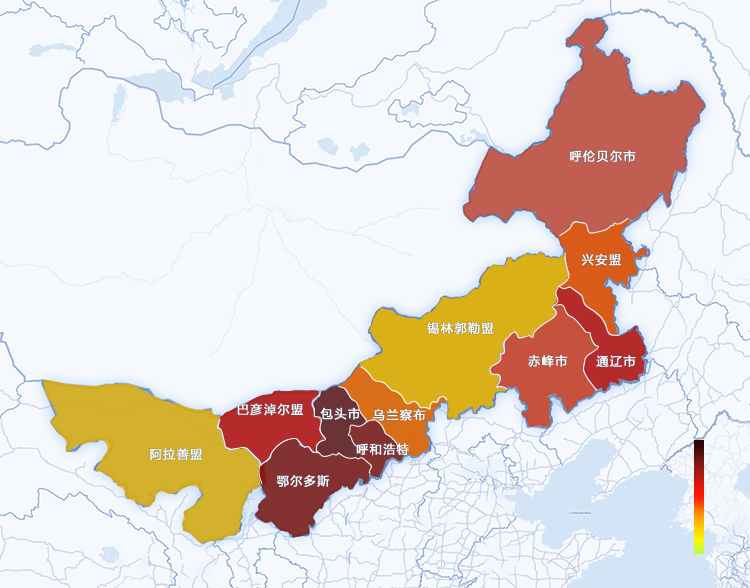 呼伦贝尔市
兴安盟
锡林郭勒盟
赤峰市
通辽市
巴彦淖尔盟
包头市
乌兰察布
呼和浩特
阿拉善盟
鄂尔多斯